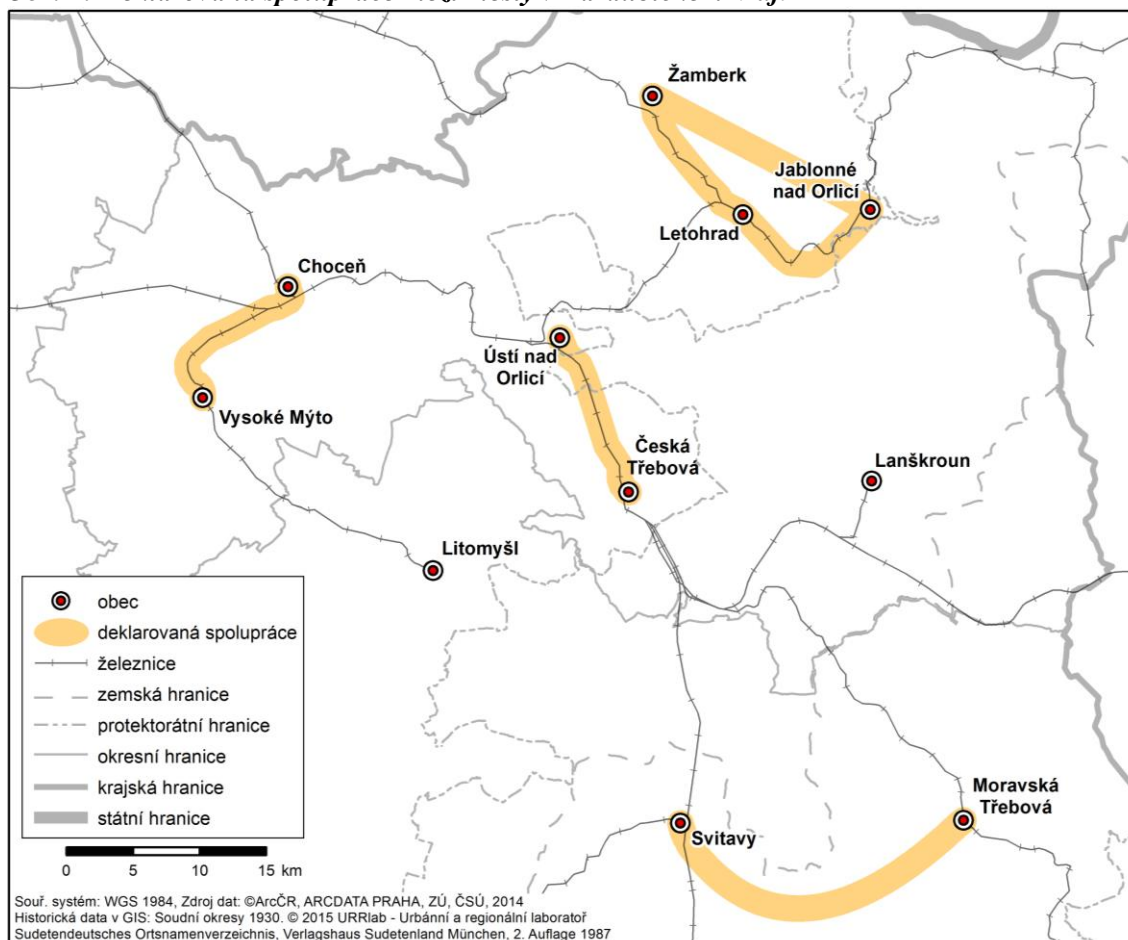 Žamberk
Jablonné
nad Orlicí
Letohrad
Choceň
Ústí nad
Orlicí
Vysoké Mýto
Česká
Třebová
Lanškroun
Litomyšl
obec
deklarovaná spolupráce
železnice
zemská hranice
protektorátní hranice
okresní hranice
krajská hranice
státní hranice
0 5 10 15 km
Moravská
Třebová
Svitavy
Souř. systém: WGS 1984, Zdroj dat: ©ArcČR, ARCDATA PRAHA, ZÚ, ČSÚ, 2014
Historická data v GIS: Soudní okresy 1930. © 2015 URRlab - Urbánní a regionální laboratoř
Sudetendeutsches Ortsnamenverzeichnis, Verlagshaus Sudetenland München, 2. Auflage 1987